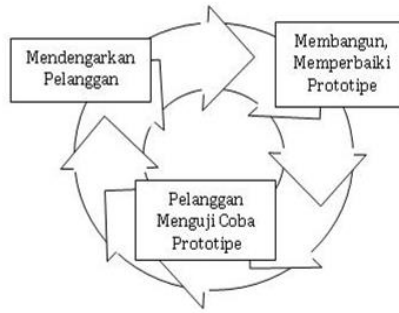 Mendengarkan
Pelanggan
Membangun,
Memperbaiki
Prototipe
Pelanggan
Menguji Coba
Prototipe